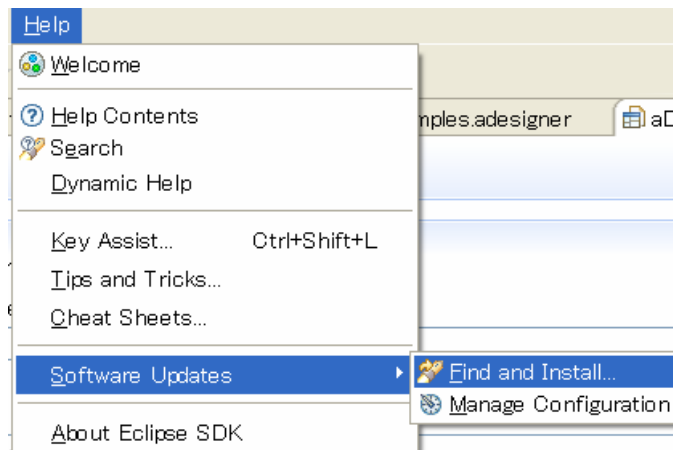 Help
Welcome
Help Contents
mples.adesigner
Search
Dynamic Help
Key Assist... Ctrl+Shift+L
Tips and Tricks...
Cheat Sheets...
Software Updates
Find and Install...
Manage Configuration
About Eclipse SDK